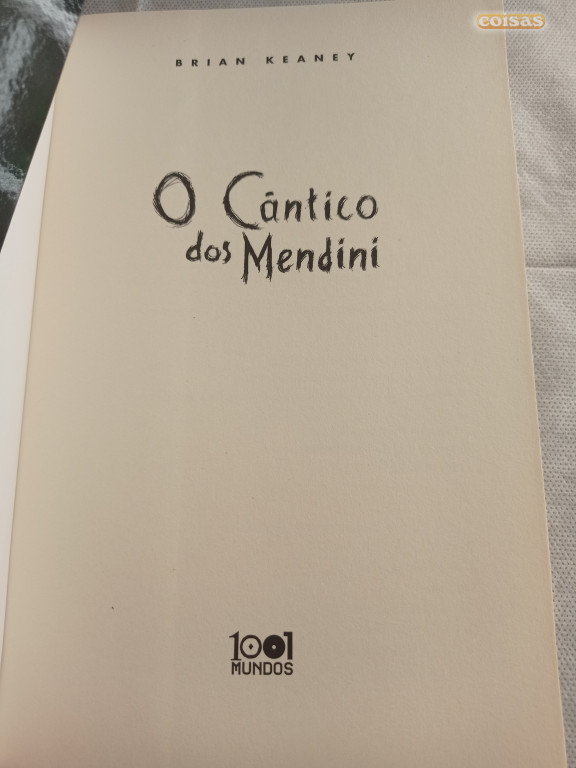 coisas
BRIAN KEANEY
O Cântico
dos Mendini
1001
MUNDOS